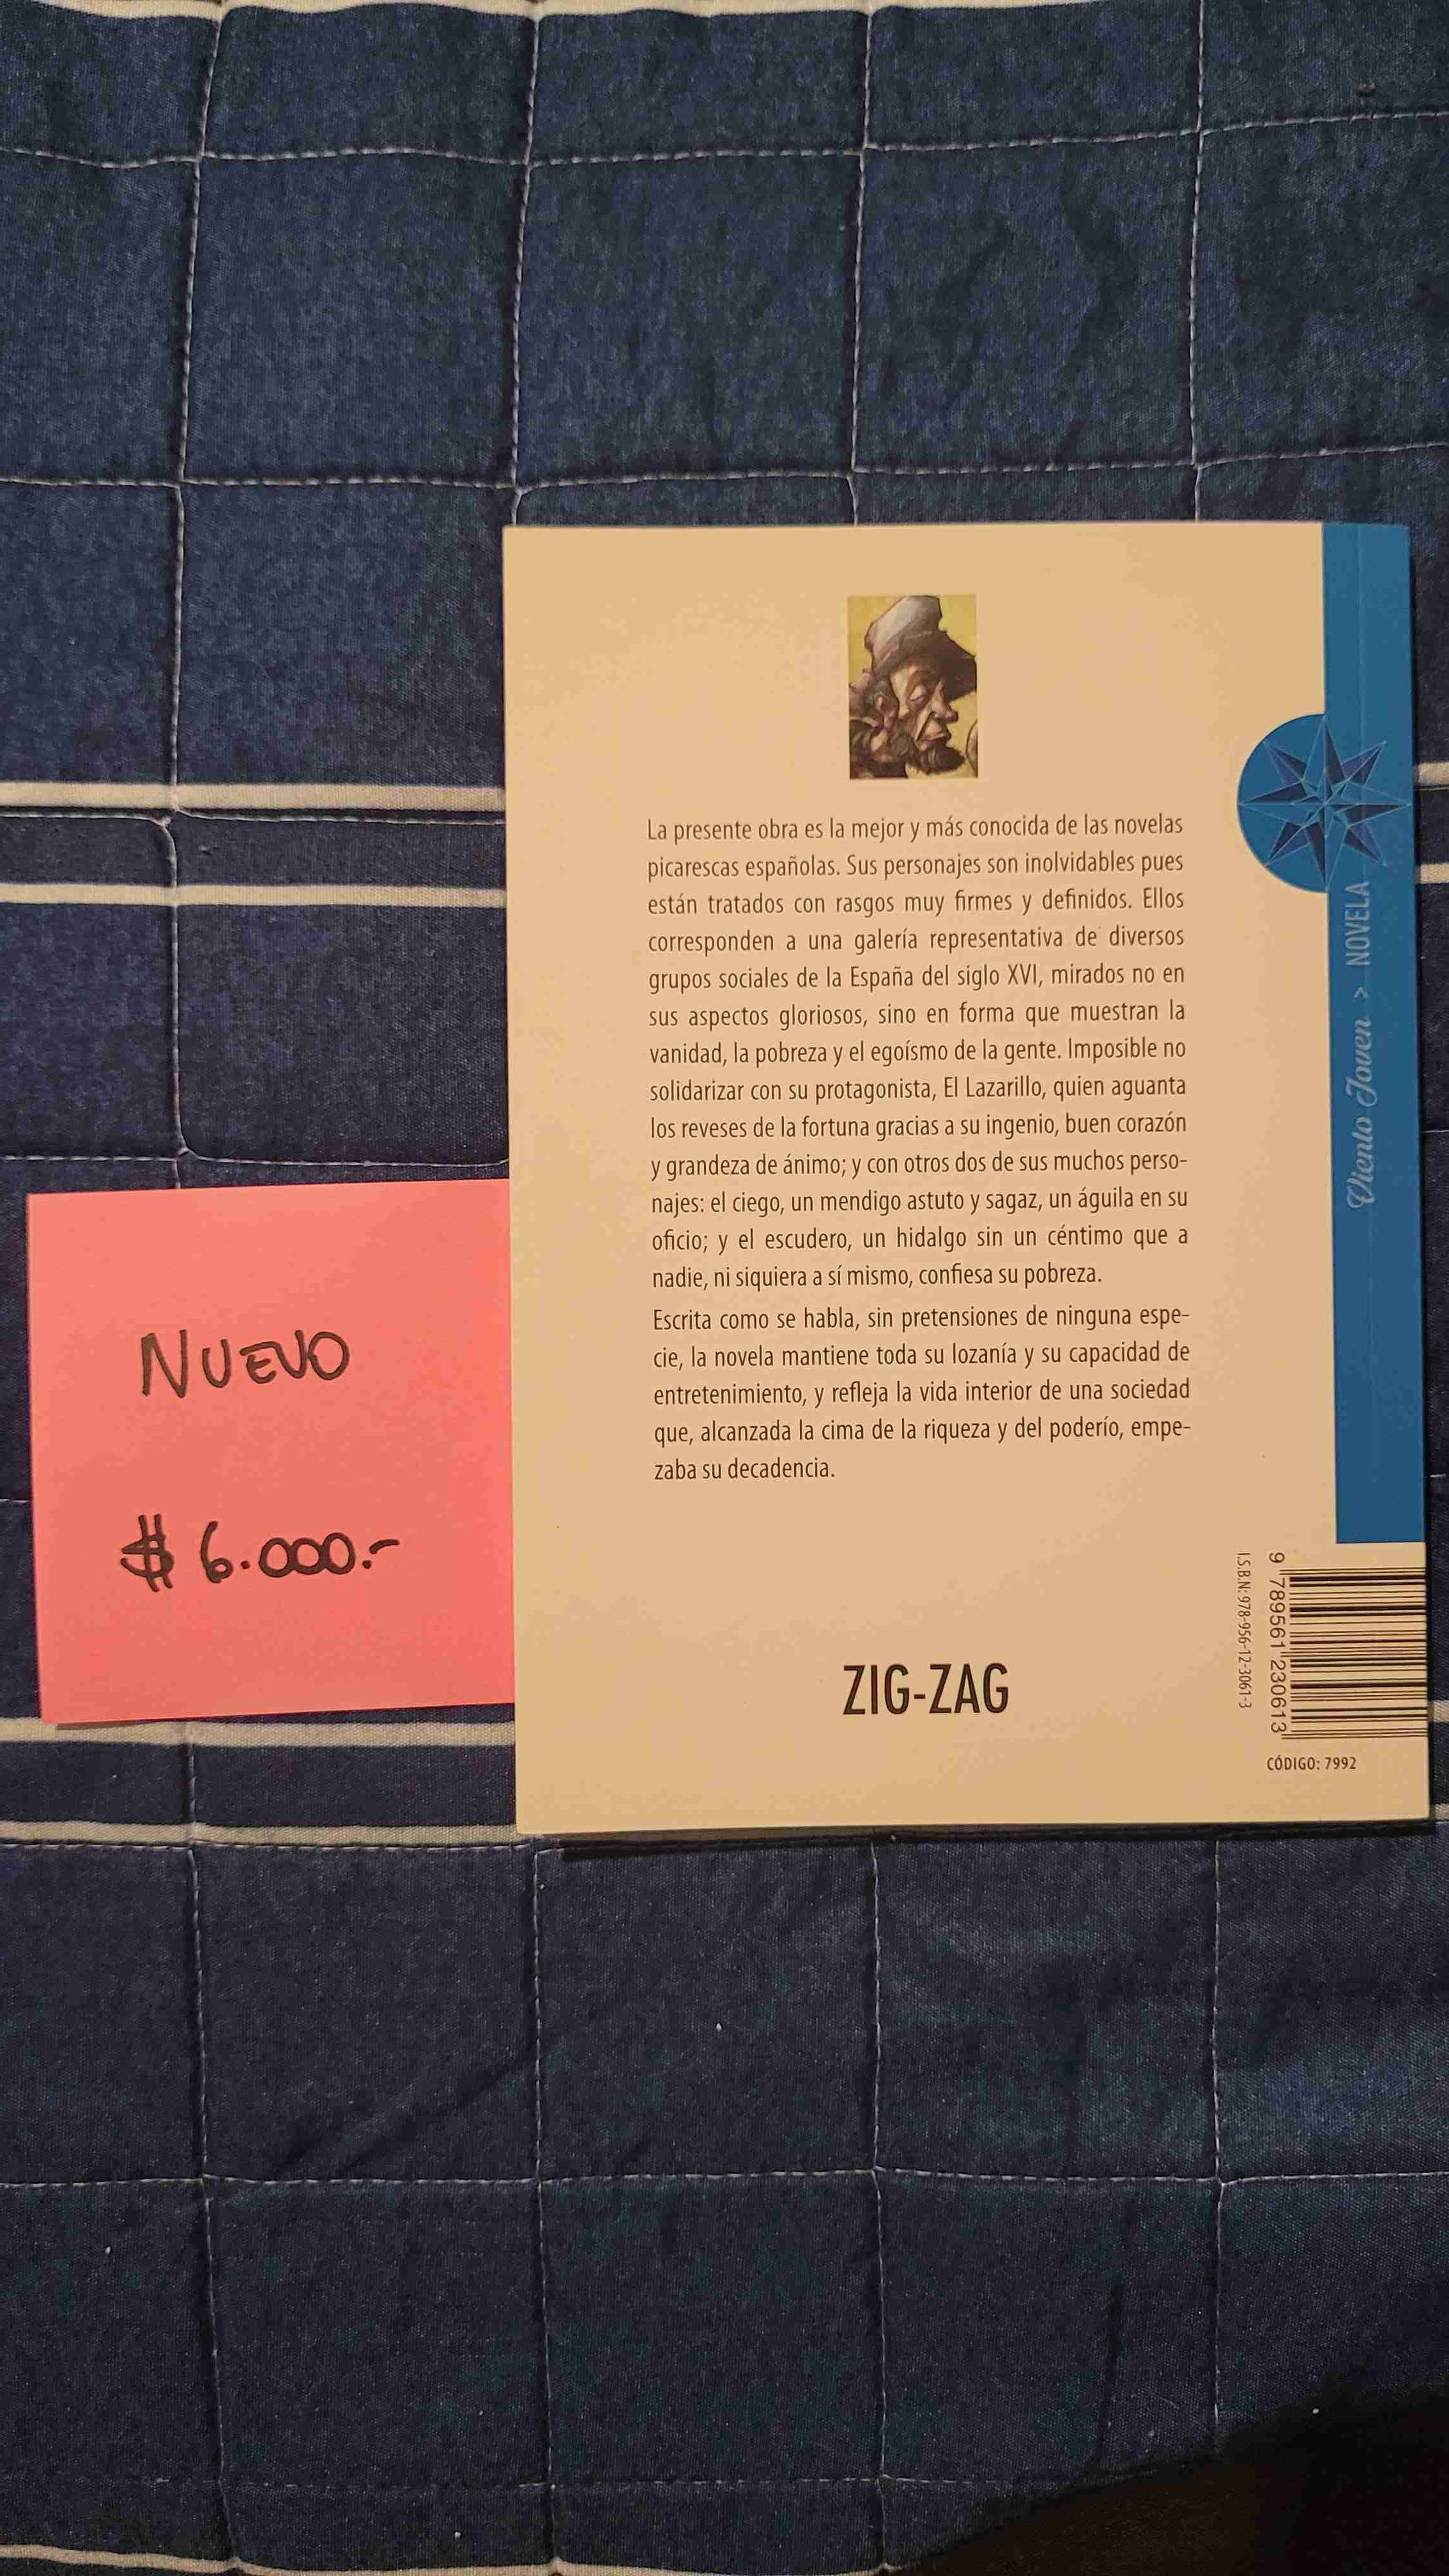 La presente obra es la mejor y más conocida de las novelas
picarescas españolas. Sus personajes son inolvidables pues
están tratados con rasgos muy firmes y definidos. Ellos
corresponden a una galería representativa de diversos
grupos sociales de la España del siglo XVI, mirados no en
sus aspectos gloriosos, sino en forma que muestran la
vanidad, la pobreza y el egoísmo de la gente. Imposible no
solidarizar con su protagonista, El Lazarillo, quien aguanta
los reveses de la fortuna gracias a su ingenio, buen corazón
y grandeza de ánimo; y con otros dos de sus muchos perso-
najes: el ciego, un mendigo astuto y sagaz, un águila en su
oficio; y el escudero, un hidalgo sin un céntimo que a
nadie, ni siquiera a sí mismo, confiesa su pobreza.
Escrita como se habla, sin pretensiones de ninguna espe-
cie, la novela mantiene toda su lozanía y su capacidad de
entretenimiento, y refleja la vida interior de una sociedad
que, alcanzada la cima de la riqueza y del poderío, empe-
zaba su decadencia.
ZIG-ZAG
Viento Joven > NOVELA
I.S.B.N: 978-956-12-3061-3
9 789561 230613
CÓDIGO: 7992
NUEVO
$ 6.000.-